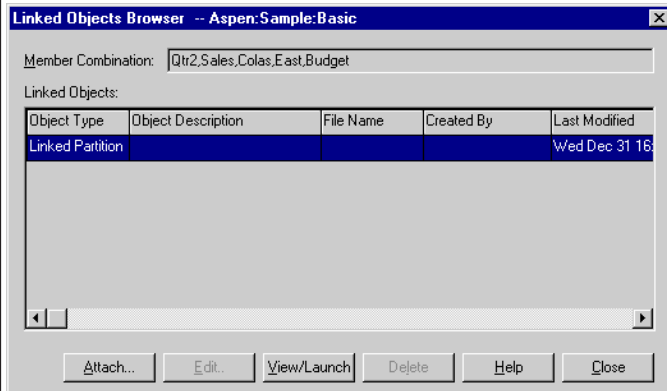 Linked Objects Browser -- Aspen:Sample:Basic
Member Combination: Qtr2,Sales,Colas,East,Budget
Linked Objects:
Object Type Object Description File Name Created By Last Modified
Linked Partition Wed Dec 31 16:
Attach... Edit.. View/Launch Delete Help Close